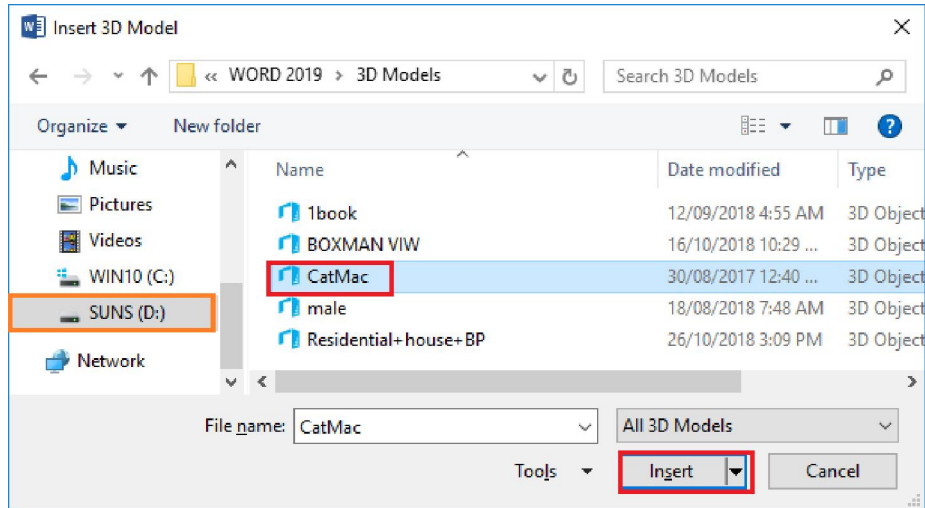 Insert 3D Model
« WORD 2019 › 3D Models Search 3D Models
Organize New folder
Music Name Date modified Type
Pictures 1book 12/09/2018 4:55 AM 3D Object
Videos BOXMAN VIW 16/10/2018 10:29 ... 3D Object
WIN10 (C:) CatMac 30/08/2017 12:40 ... 3D Object
SUNS (D:) male 18/08/2018 7:48 AM 3D Object
Network Residential+house+BP 26/10/2018 3:09 PM 3D Object
File name: CatMac All 3D Models
Tools Insert Cancel